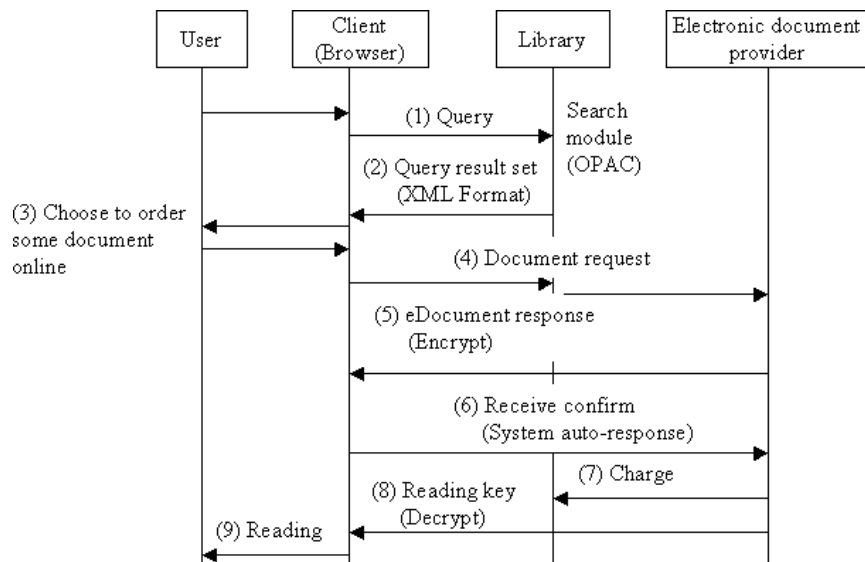 User
Client
(Browser)
Library
Electronic document
provider
(1) Query
Search
module
(OPAC)
(2) Query result set
(XML Format)
(3) Choose to order
some document
online
(4) Document request
(5) eDocument response
(Encrypt)
(6) Receive confirm
(System auto-response)
(7) Charge
(8) Reading key
(Decrypt)
(9) Reading